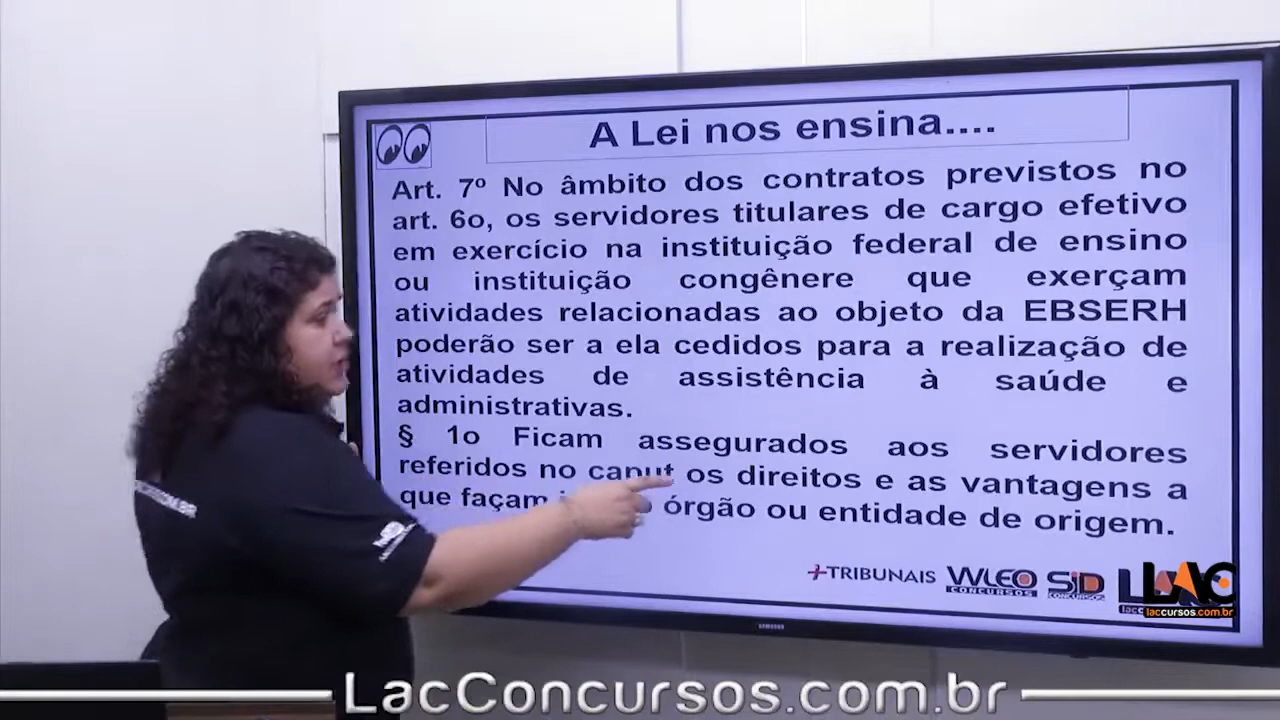 A Lei nos ensina....
Art. 7º No âmbito dos contratos previstos no
art. 6o, os servidores titulares de cargo efetivo
em exercício na instituição federal de ensino
ou instituição congênere que exerçam
atividades relacionadas ao objeto da EBSERH
poderão ser a ela cedidos para a realização de
atividades de assistência à saúde e
administrativas.
§ 1o Ficam assegurados aos servidores
referidos no caput os direitos e as vantagens a
que façam órgão ou entidade de origem.
+TRIBUNAIS WLEO CONCURSOS SID CONCURSOS LAC
laccursos.com.br
SAMSUNG
LacConcursos.com.br